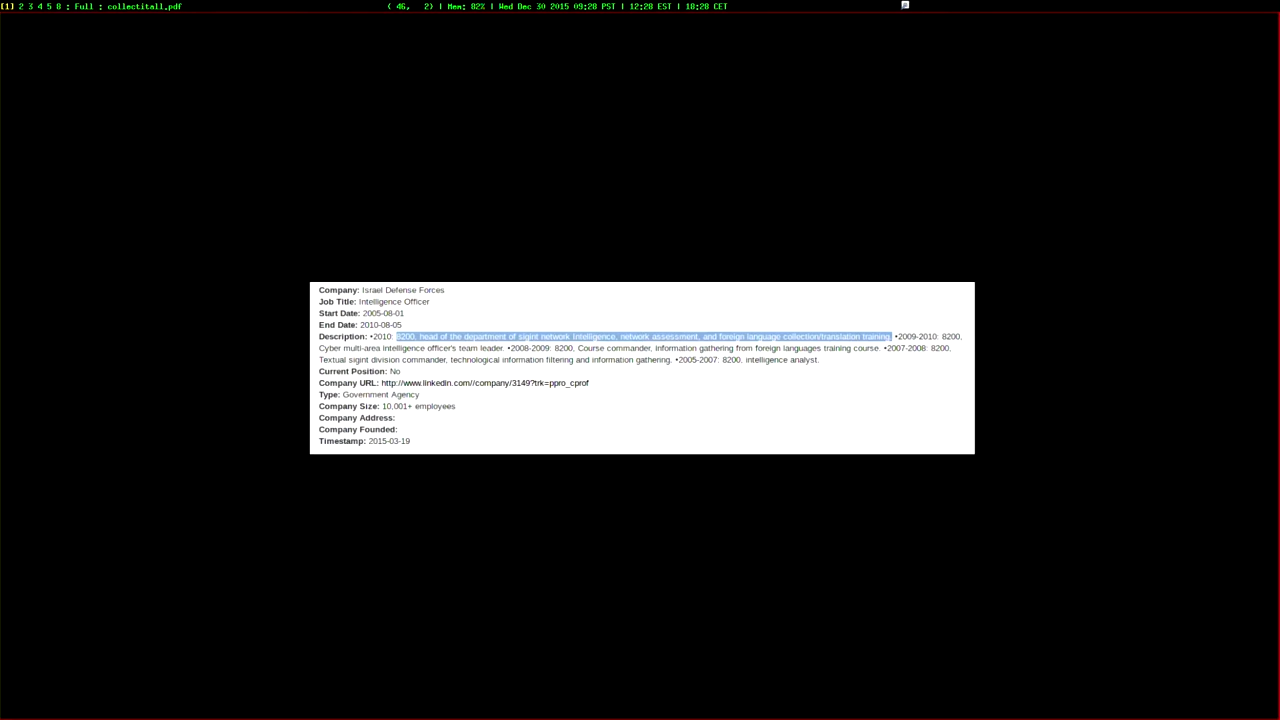 [1] 2 3 4 5 8 : Full : collectitall.pdf ( 46, 2) | Mem: 82% | Wed Dec 30 2015 09:28 PST | 12:28 EST | 18:28 CET
Company: Israel Defense Forces
Job Title: Intelligence Officer
Start Date: 2005-08-01
End Date: 2010-08-05
Description: •2010: 8200, head of the department of sigint network Intelligence, network assessment, and foreign language collection/translation training. •2009-2010: 8200,
Cyber multi-area intelligence officer's team leader. •2008-2009: 8200, Course commander, information gathering from foreign languages training course. •2007-2008: 8200,
Textual sigint division commander, technological information filtering and information gathering. •2005-2007: 8200, intelligence analyst.
Current Position: No
Company URL: http://www.linkedin.com//company/3149?trk=ppro_cprof
Type: Government Agency
Company Size: 10,001+ employees
Company Address:
Company Founded:
Timestamp: 2015-03-19